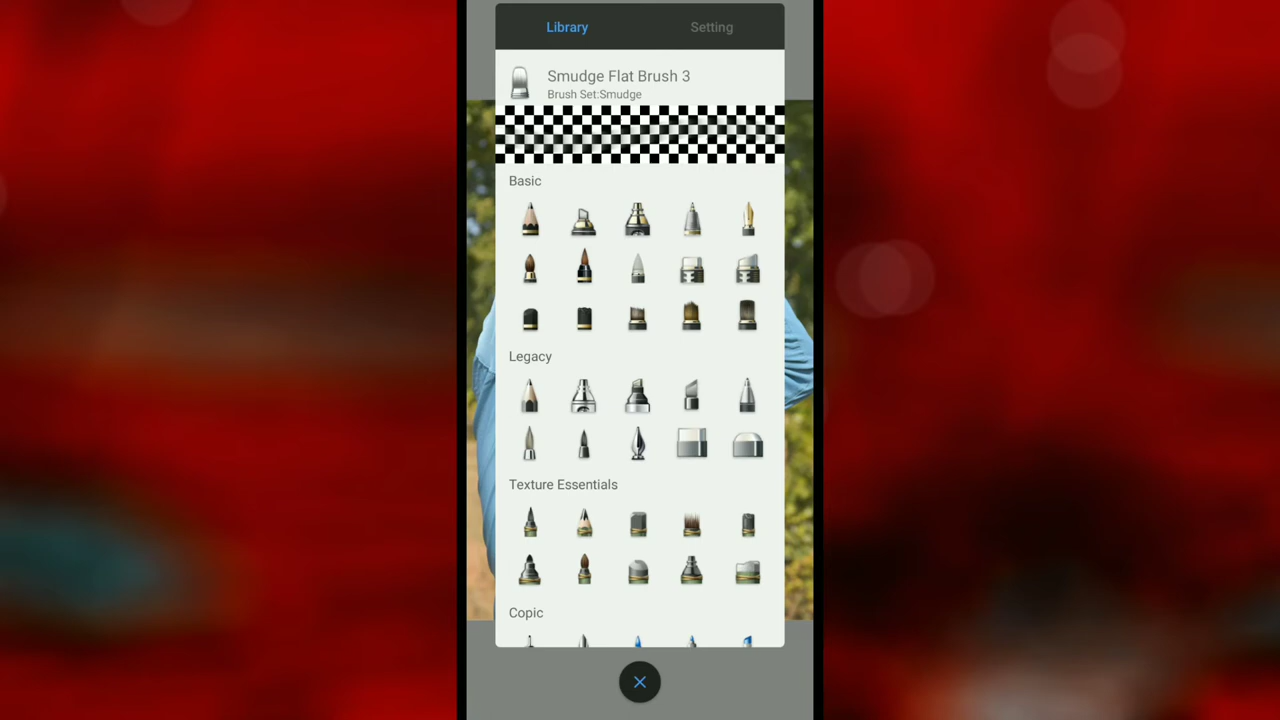 Library
Setting
Smudge Flat Brush 3
Brush Set:Smudge
Basic
Legacy
Texture Essentials
Copic